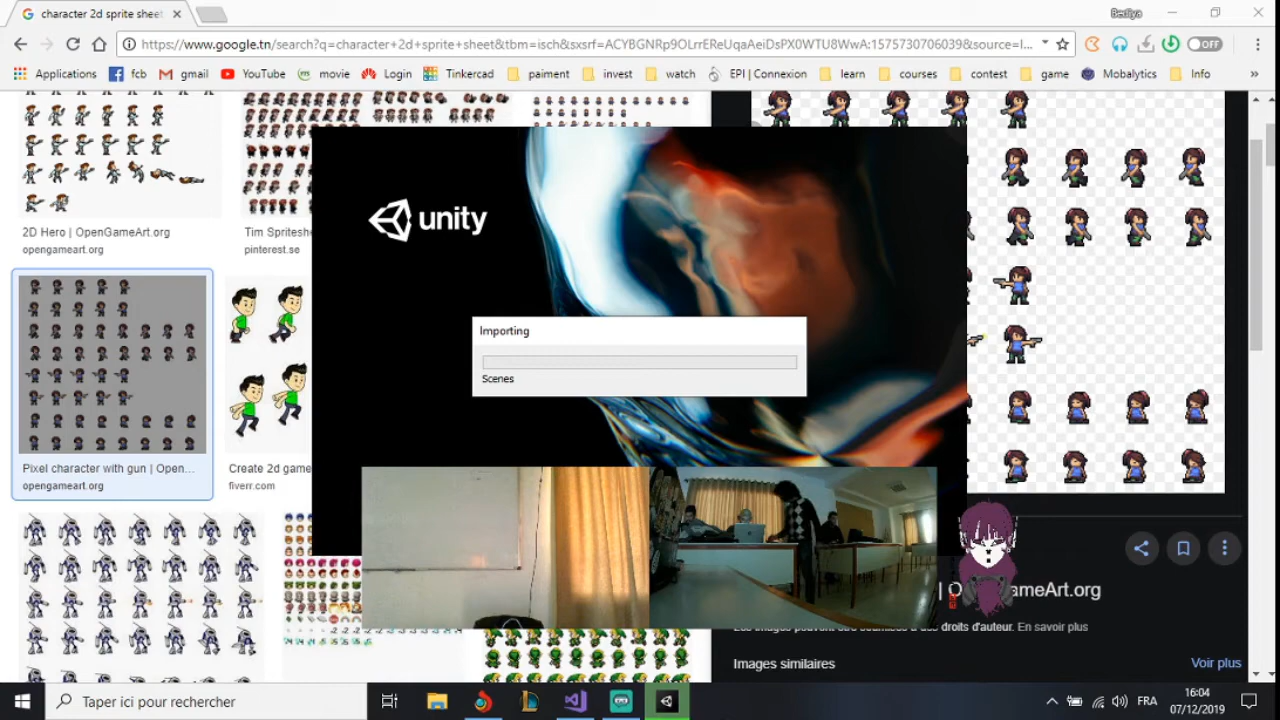 character 2d sprite sheet
Bediya
https://www.google.tn/search?q=character+2d+sprite+sheet&tbm=isch&sxsrf=ACYBGNRp9OLrrEReUqaAeiDsPX0WTU8WwA:1575730706039&source=l...
OFF
Applications fcb gmail YouTube movie Login Tinkercad paiment invest watch EPI | Connexion learn courses contest game Mobalytics Info »
2D Hero | OpenGameArt.org
opengameart.org
Tim Spriteshe
pinterest.se
unity
Importing
Scenes
Pixel character with gun | Open...
opengameart.org
Create 2d game
fiverr.com
| O ameArt.org
Les images peuvent être soumises à des droits d'auteur. En savoir plus
Images similaires
Voir plus
Taper ici pour rechercher
FRA
16:04
07/12/2019